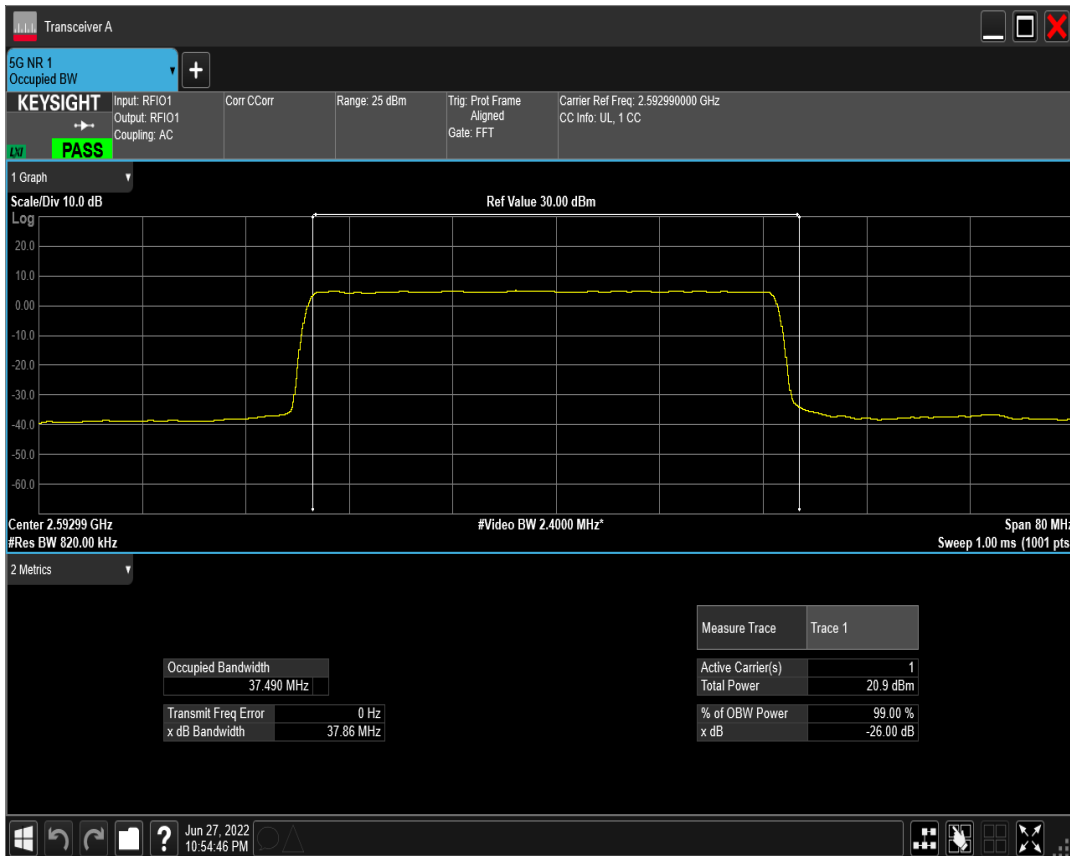 Transceiver A
5G NR 1
Occupied BW
KEYSIGHT
LXI
PASS
Input: RFIO1
Output: RFIO1
Coupling: AC
Corr CCorr
Range: 25 dBm
Trig: Prot Frame
Aligned
Gate: FFT
Carrier Ref Freq: 2.592990000 GHz
CC Info: UL, 1 CC
1 Graph
Scale/Div 10.0 dB
Ref Value 30.00 dBm
Log
20.0
10.0
0.00
-10.0
-20.0
-30.0
-40.0
-50.0
-60.0
Center 2.59299 GHz
#Video BW 2.4000 MHz*
Span 80 MHz
#Res BW 820.00 kHz
Sweep 1.00 ms (1001 pts
2 Metrics
Measure Trace Trace 1
Occupied Bandwidth
37.490 MHz
Active Carrier(s) 1
Total Power 20.9 dBm
Transmit Freq Error 0 Hz
x dB Bandwidth 37.86 MHz
% of OBW Power 99.00 %
x dB -26.00 dB
?
Jun 27, 2022
10:54:46 PM